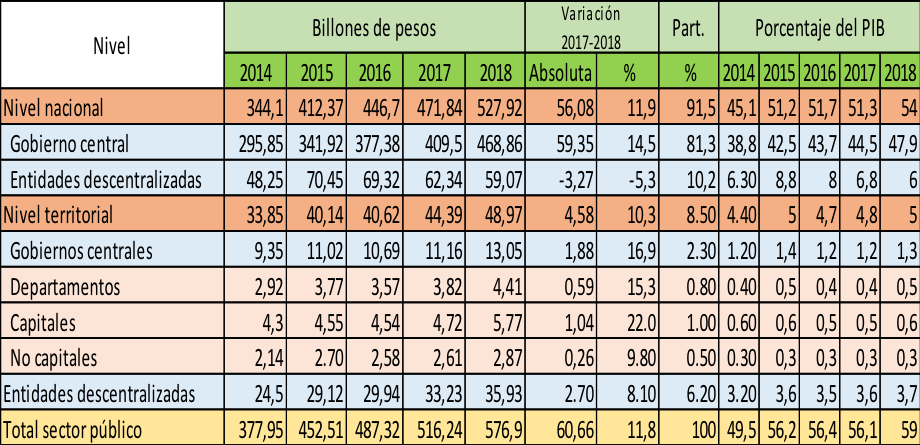 Nivel Billones de pesos Variación 2017-2018 Part. Porcentaje del PIB
2014 2015 2016 2017 2018 Absoluta % % 2014 2015 2016 2017 2018
Nivel nacional 344,1 412,37 446,7 471,84 527,92 56,08 11,9 91,5 45,1 51,2 51,7 51,3 54
Gobierno central 295,85 341,92 377,38 409,5 468,86 59,35 14,5 81,3 38,8 42,5 43,7 44,5 47,9
Entidades descentralizadas 48,25 70,45 69,32 62,34 59,07 -3,27 -5,3 10,2 6.30 8,8 8 6,8 6
Nivel territorial 33,85 40,14 40,62 44,39 48,97 4,58 10,3 8.50 4.40 5 4,7 4,8 5
Gobiernos centrales 9,35 11,02 10,69 11,16 13,05 1,88 16,9 2.30 1.20 1,4 1,2 1,2 1,3
Departamentos 2,92 3,77 3,57 3,82 4,41 0,59 15,3 0.80 0.40 0,5 0,4 0,4 0,5
Capitales 4,3 4,55 4,54 4,72 5,77 1,04 22.0 1.00 0.60 0,6 0,5 0,5 0,6
No capitales 2,14 2.70 2,58 2,61 2,87 0,26 9.80 0.50 0.30 0,3 0,3 0,3 0,3
Entidades descentralizadas 24,5 29,12 29,94 33,23 35,93 2.70 8.10 6.20 3.20 3,6 3,5 3,6 3,7
Total sector público 377,95 452,51 487,32 516,24 576,9 60,66 11,8 100 49,5 56,2 56,4 56,1 59